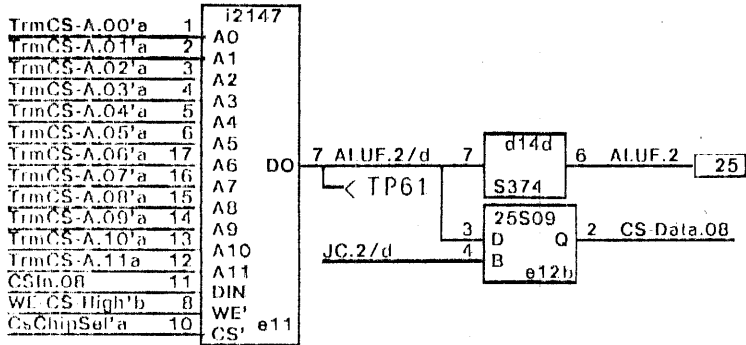 i2147
TrmCS-A.00'a 1 A0
TrmCS-A.01'a 2 A1
TrmCS-A.02'a 3 A2
TrmCS-A.03'a 4 A3
TrmCS-A.04'a 5 A4
TrmCS-A.05'a 6 A5
TrmCS-A.06'a 17 A6
TrmCS-A.07'a 16 A7
TrmCS-A.08'a 15 A8
TrmCS-A.09'a 14 A9
TrmCS-A.10'a 13 A10
TrmCS-A.11a 12 A11
CSIn.08 11 DIN
WE-CS-High'b 8 WE'
CsChipSel'a 10 CS'
e11
DO 7 ALUF.2/d 7
d14d
S374
6 ALUF.2 25
< TP61
25S09
3 D Q 2 CS-Data.08
JC.2/d 4 B
e12b